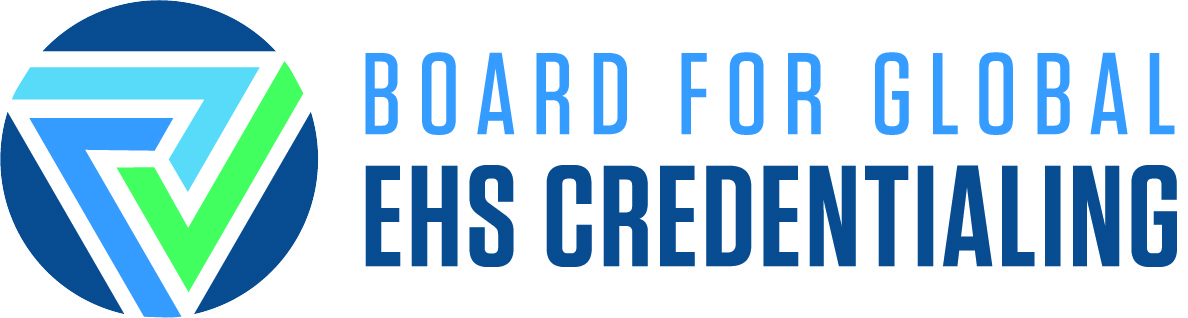 BOARD FOR GLOBAL
EHS CREDENTIALING